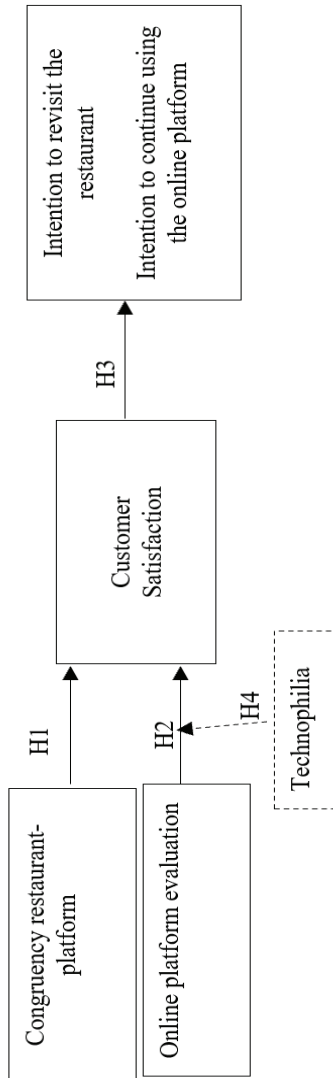 Congruency restaurant-
platform
Online platform evaluation
H1
H2
H4
Technophilia
Customer
Satisfaction
H3
Intention to revisit the
restaurant
Intention to continue using
the online platform